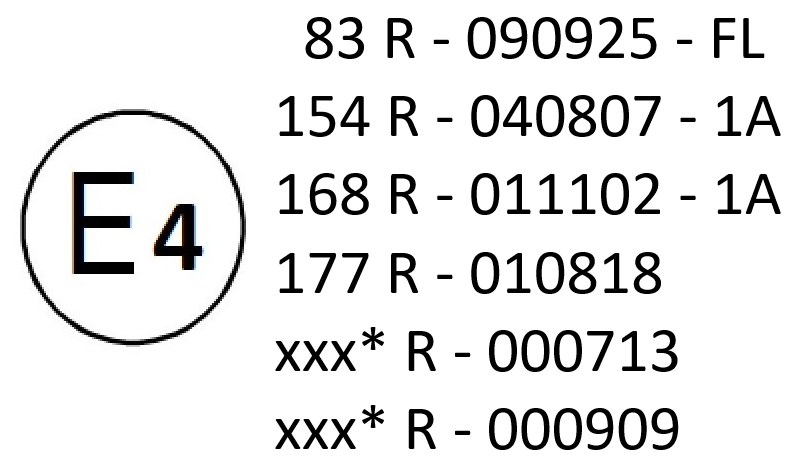 83 R - 090925 - FL
154 R - 040807 - 1A
168 R - 011102 - 1A
E4
177 R - 010818
xxx* R - 000713
xxx* R - 000909